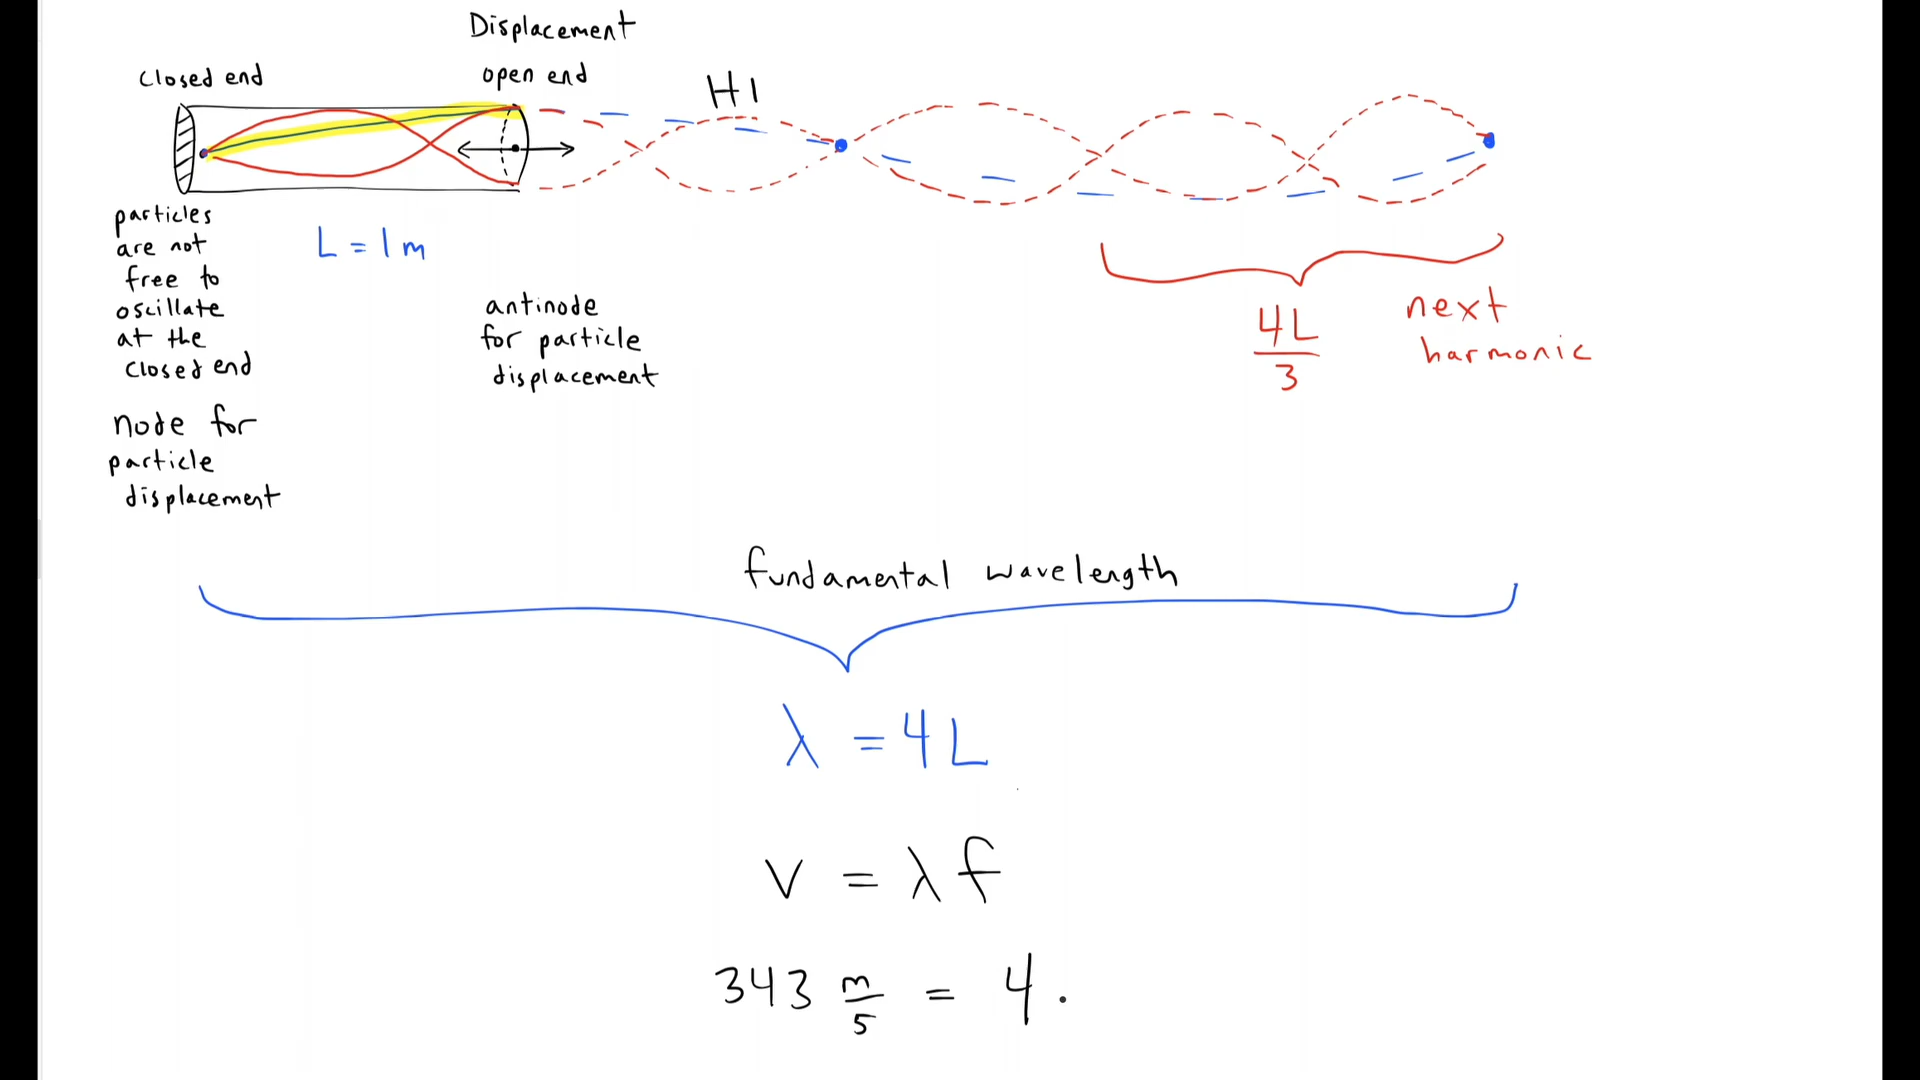 Displacement
closed end
open end
H1
particles
are not
free to
oscillate
at the
closed end
node for
particle
displacement
L = 1 m
antinode
for particle
displacement
4L
3
next
harmonic
fundamental wavelength
λ = 4L
v = λf
343 m/s = 4.